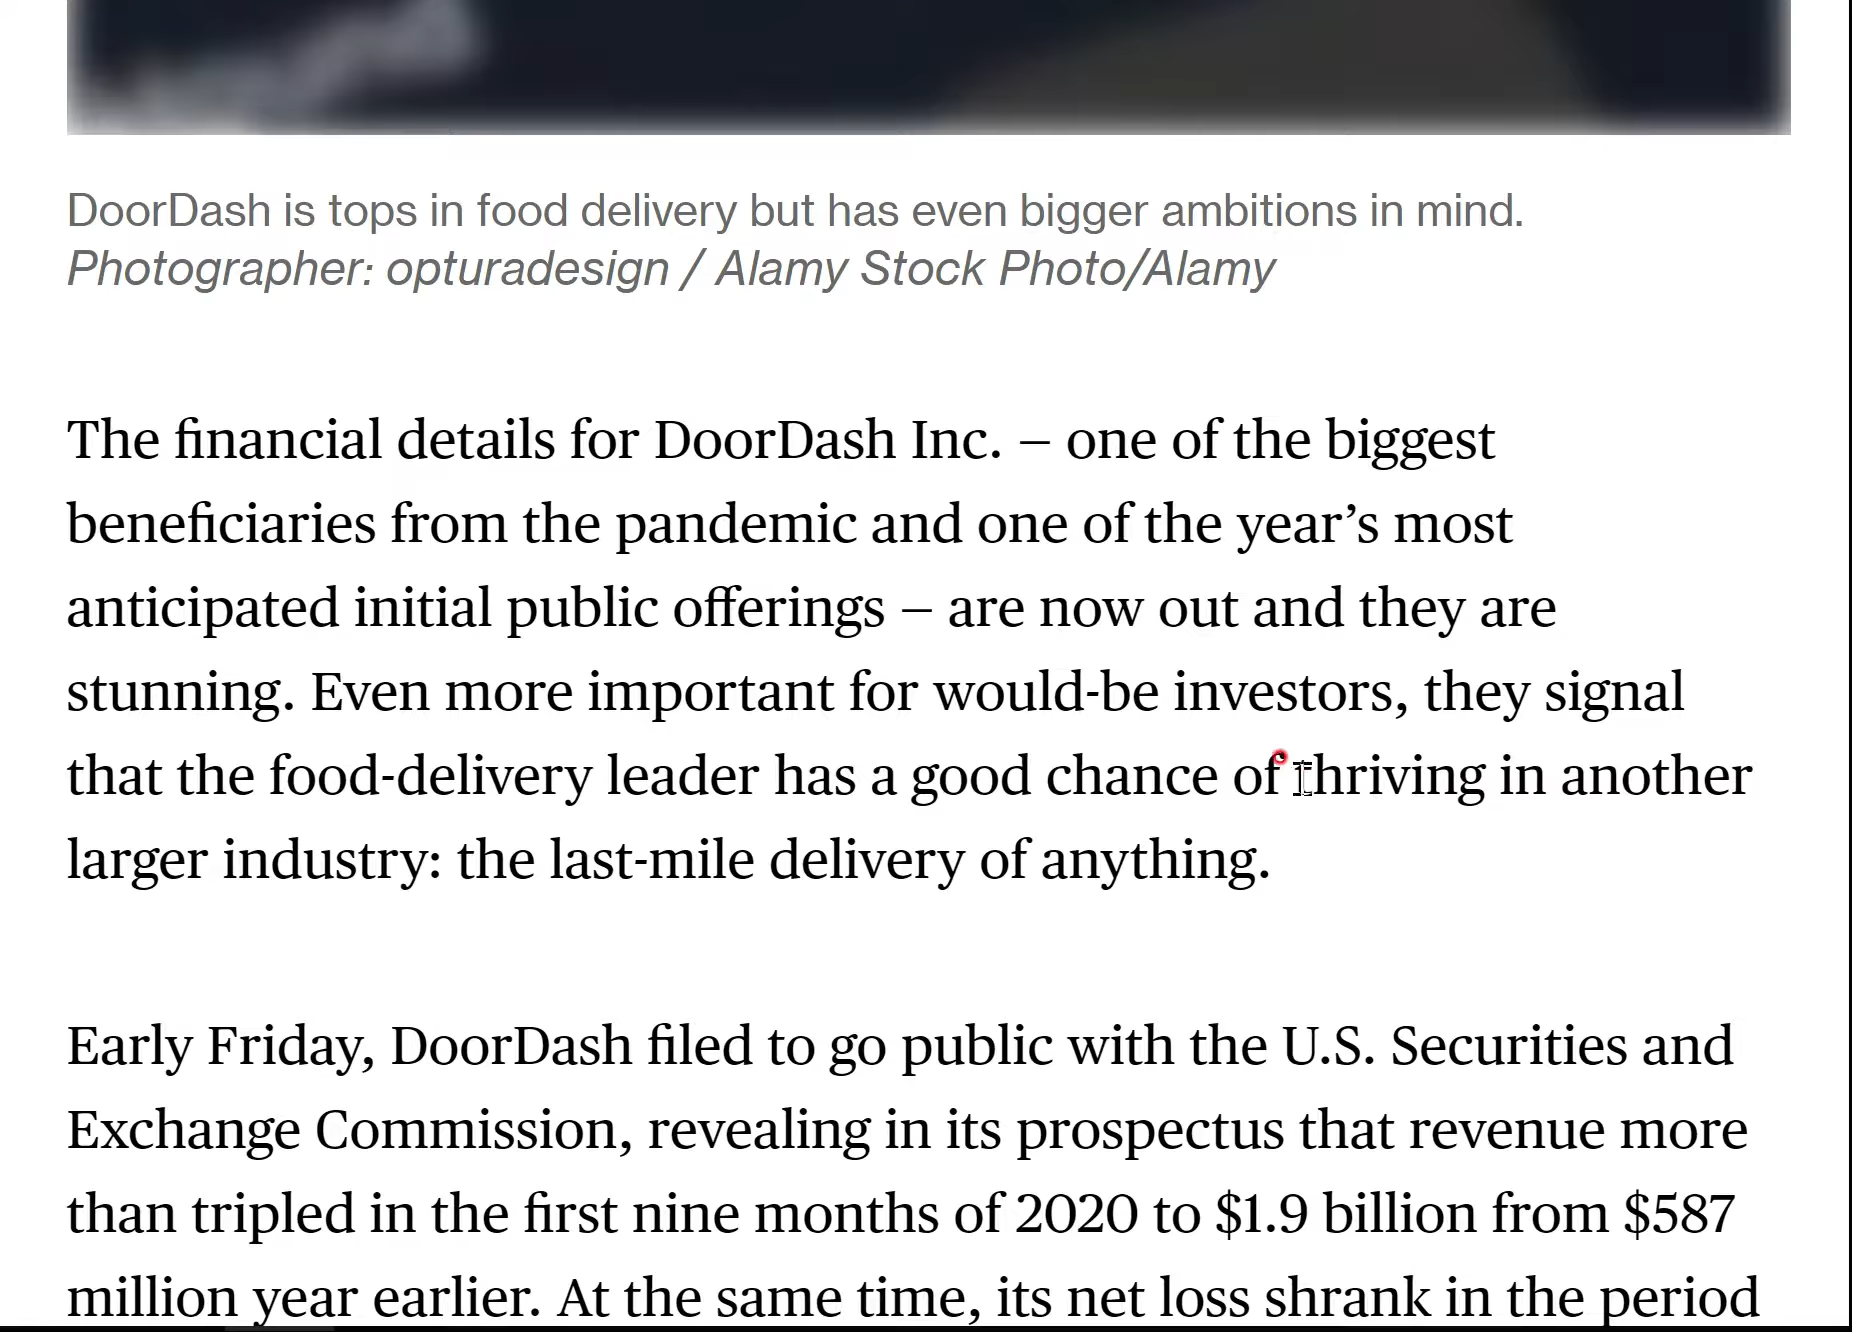 DoorDash is tops in food delivery but has even bigger ambitions in mind.
Photographer: opturadesign / Alamy Stock Photo/Alamy
The financial details for DoorDash Inc. – one of the biggest
beneficiaries from the pandemic and one of the year’s most
anticipated initial public offerings – are now out and they are
stunning. Even more important for would-be investors, they signal
that the food-delivery leader has a good chance of thriving in another
larger industry: the last-mile delivery of anything.
Early Friday, DoorDash filed to go public with the U.S. Securities and
Exchange Commission, revealing in its prospectus that revenue more
than tripled in the first nine months of 2020 to $1.9 billion from $587
million year earlier. At the same time, its net loss shrank in the period